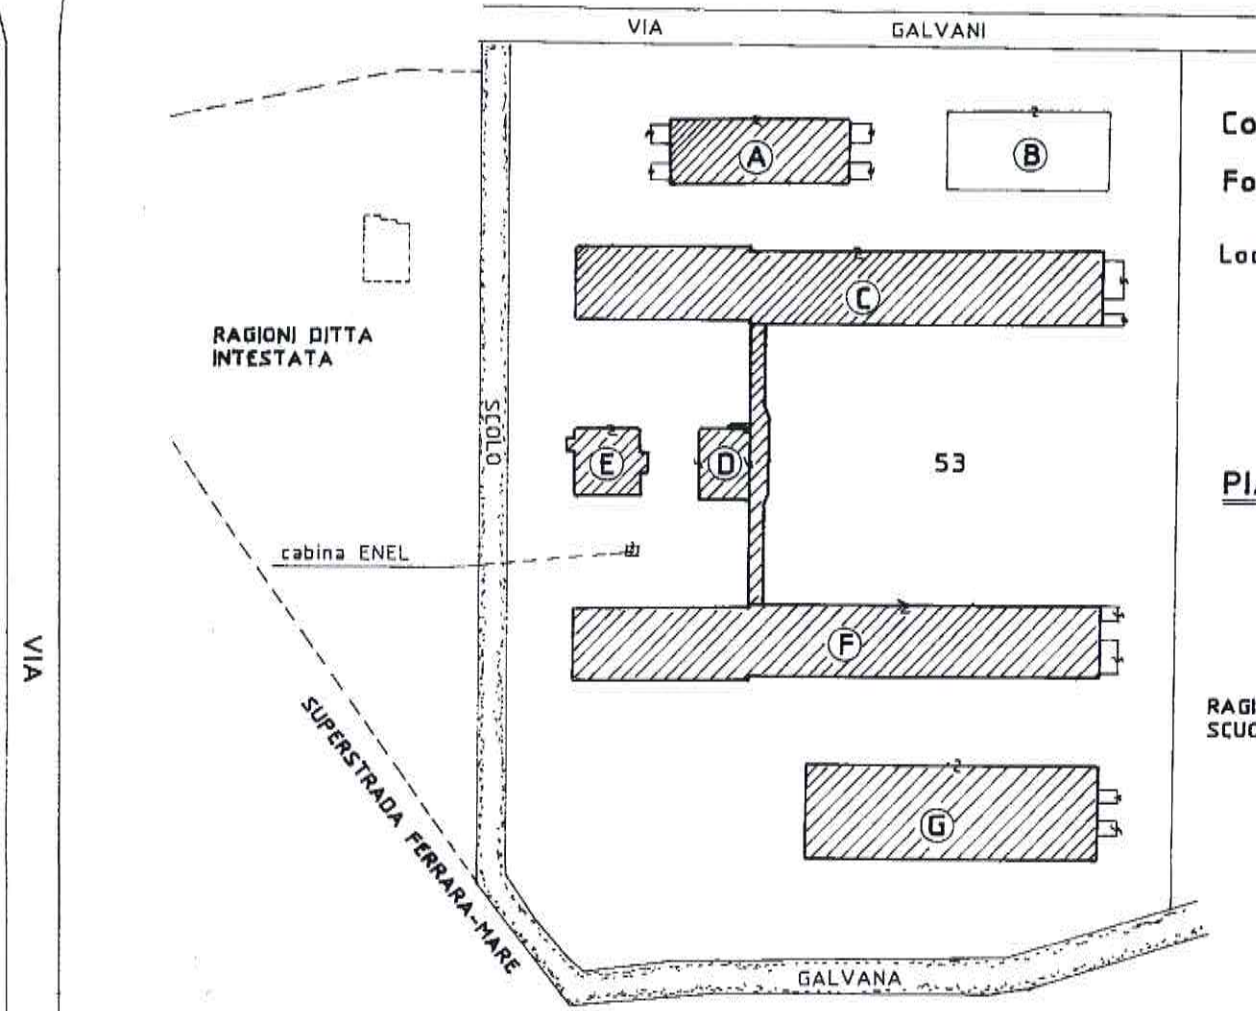 VIA GALVANI
A
B
Co
Fo
Loc
C
RAGIONI DITTA
INTESTATA
SCOLO
E
D
53
PI
cabina ENEL
F
VIA
SUPERSTRADA FERRARA-MARE
RAGI
SCUO
G
GALVANA